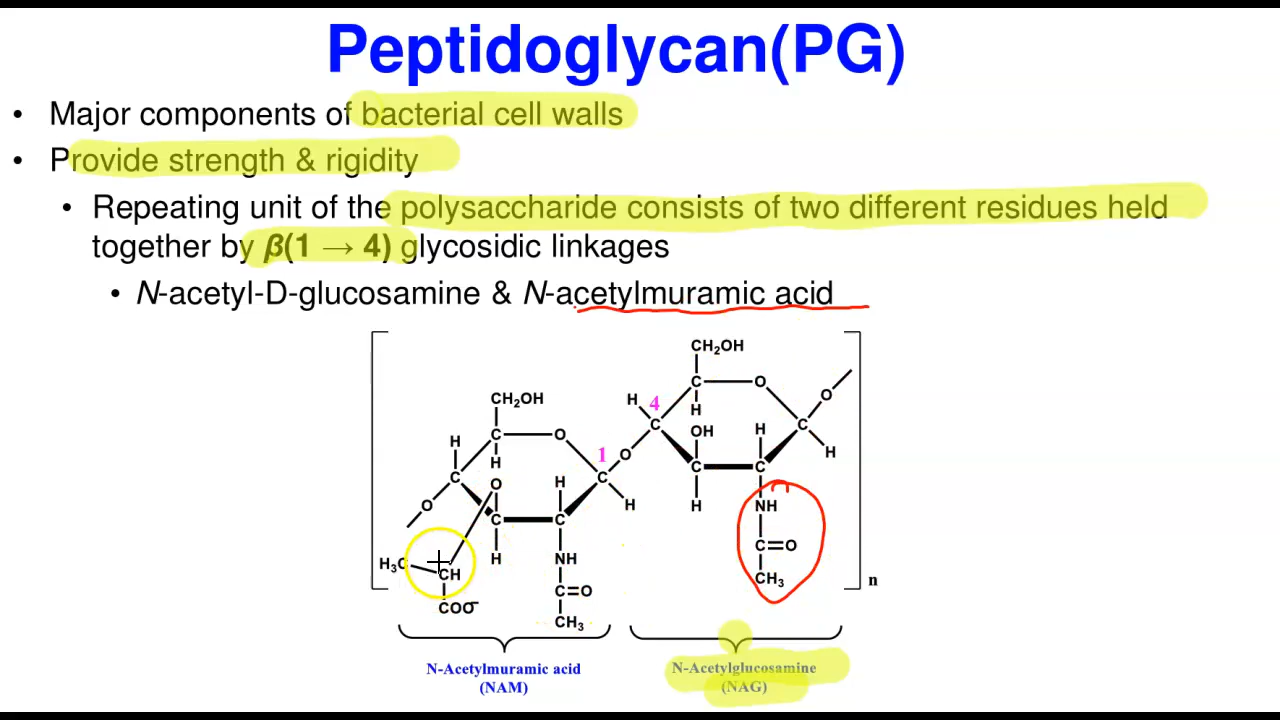 Peptidoglycan(PG)
• Major components of bacterial cell walls
• Provide strength & rigidity
• Repeating unit of the polysaccharide consists of two different residues held
together by β(1 → 4) glycosidic linkages
• N-acetyl-D-glucosamine & N-acetylmuramic acid
CH₂OH
C O O
H 4 H
CH₂OH C OH H C
C O 1 O H
H H C C
C O H C H NH
O C C H C=O
H NH CH₃ n
H₃C CH C=O
COO⁻ CH₃
N-Acetylmuramic acid
(NAM)
N-Acetylglucosamine
(NAG)